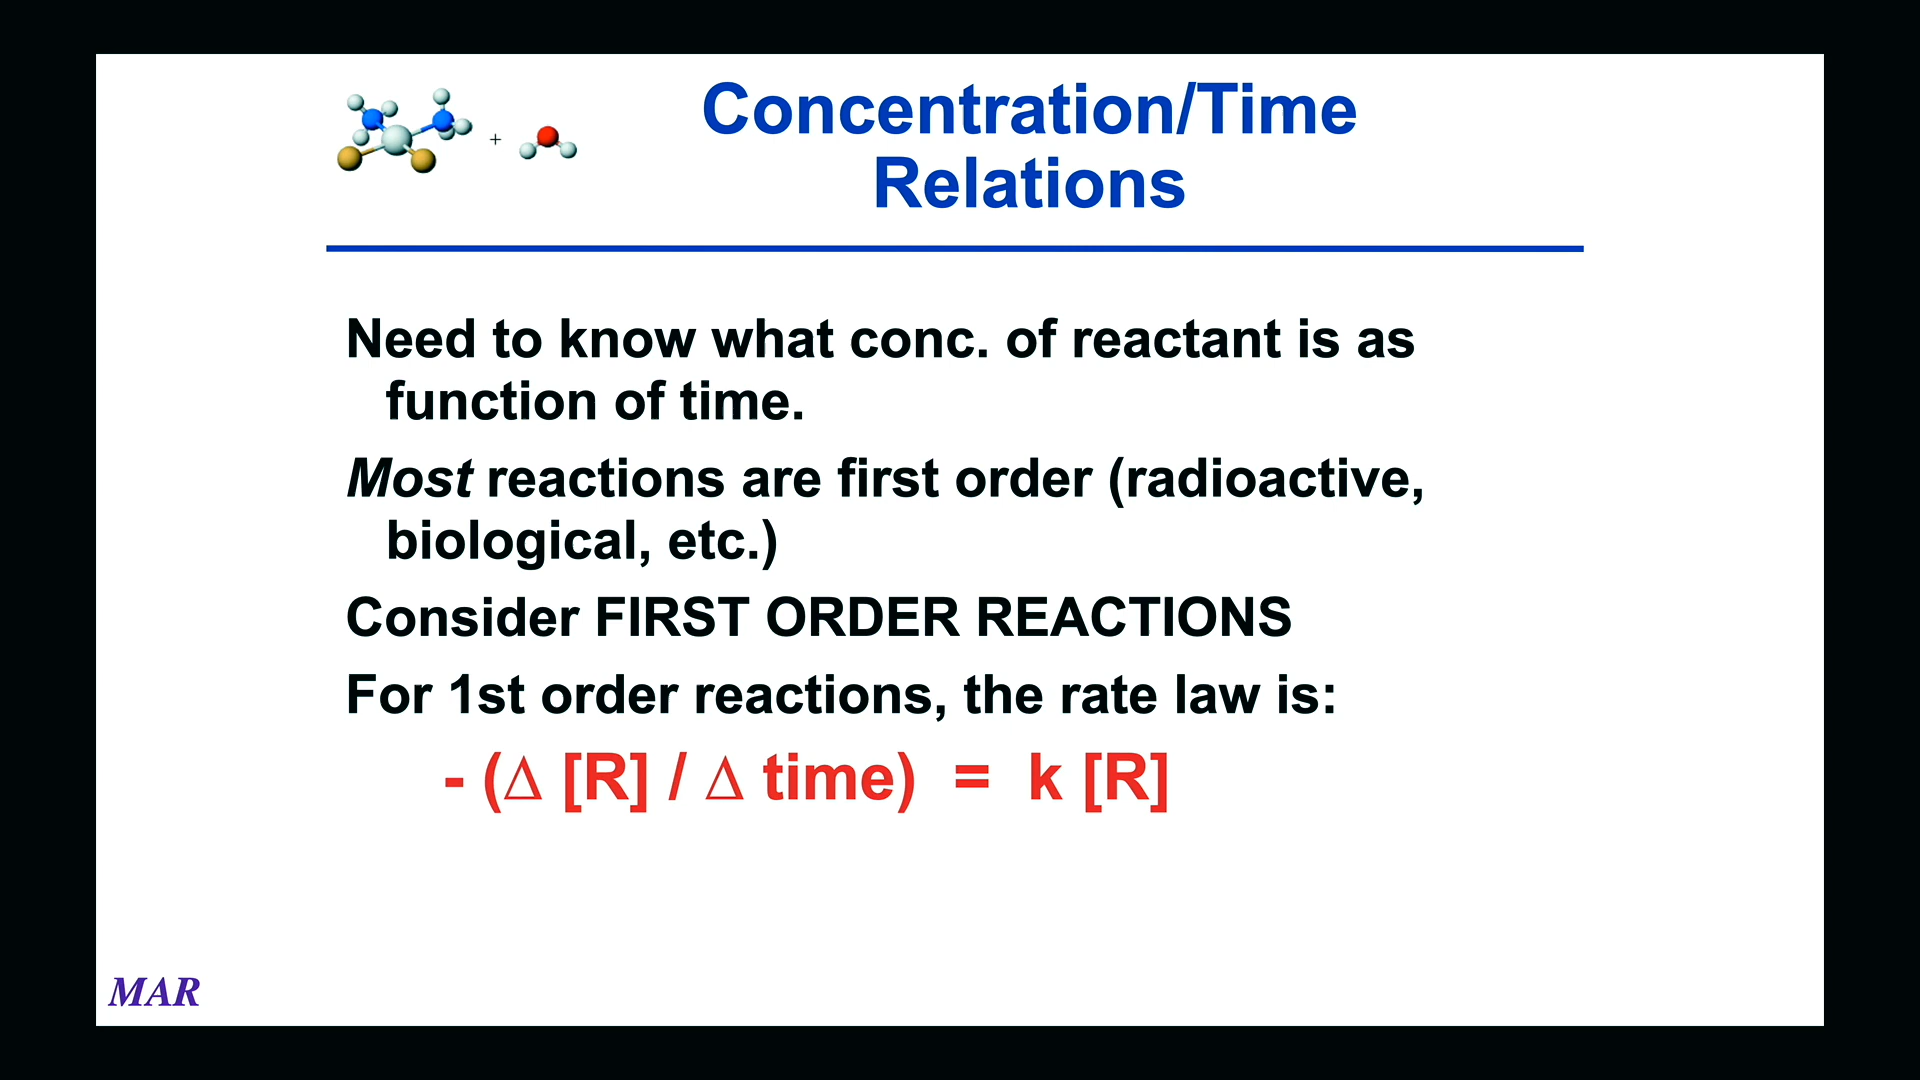 +
Concentration/Time
Relations
Need to know what conc. of reactant is as
function of time.
Most reactions are first order (radioactive,
biological, etc.)
Consider FIRST ORDER REACTIONS
For 1st order reactions, the rate law is:
- (Δ [R] / Δ time) = k [R]
MAR